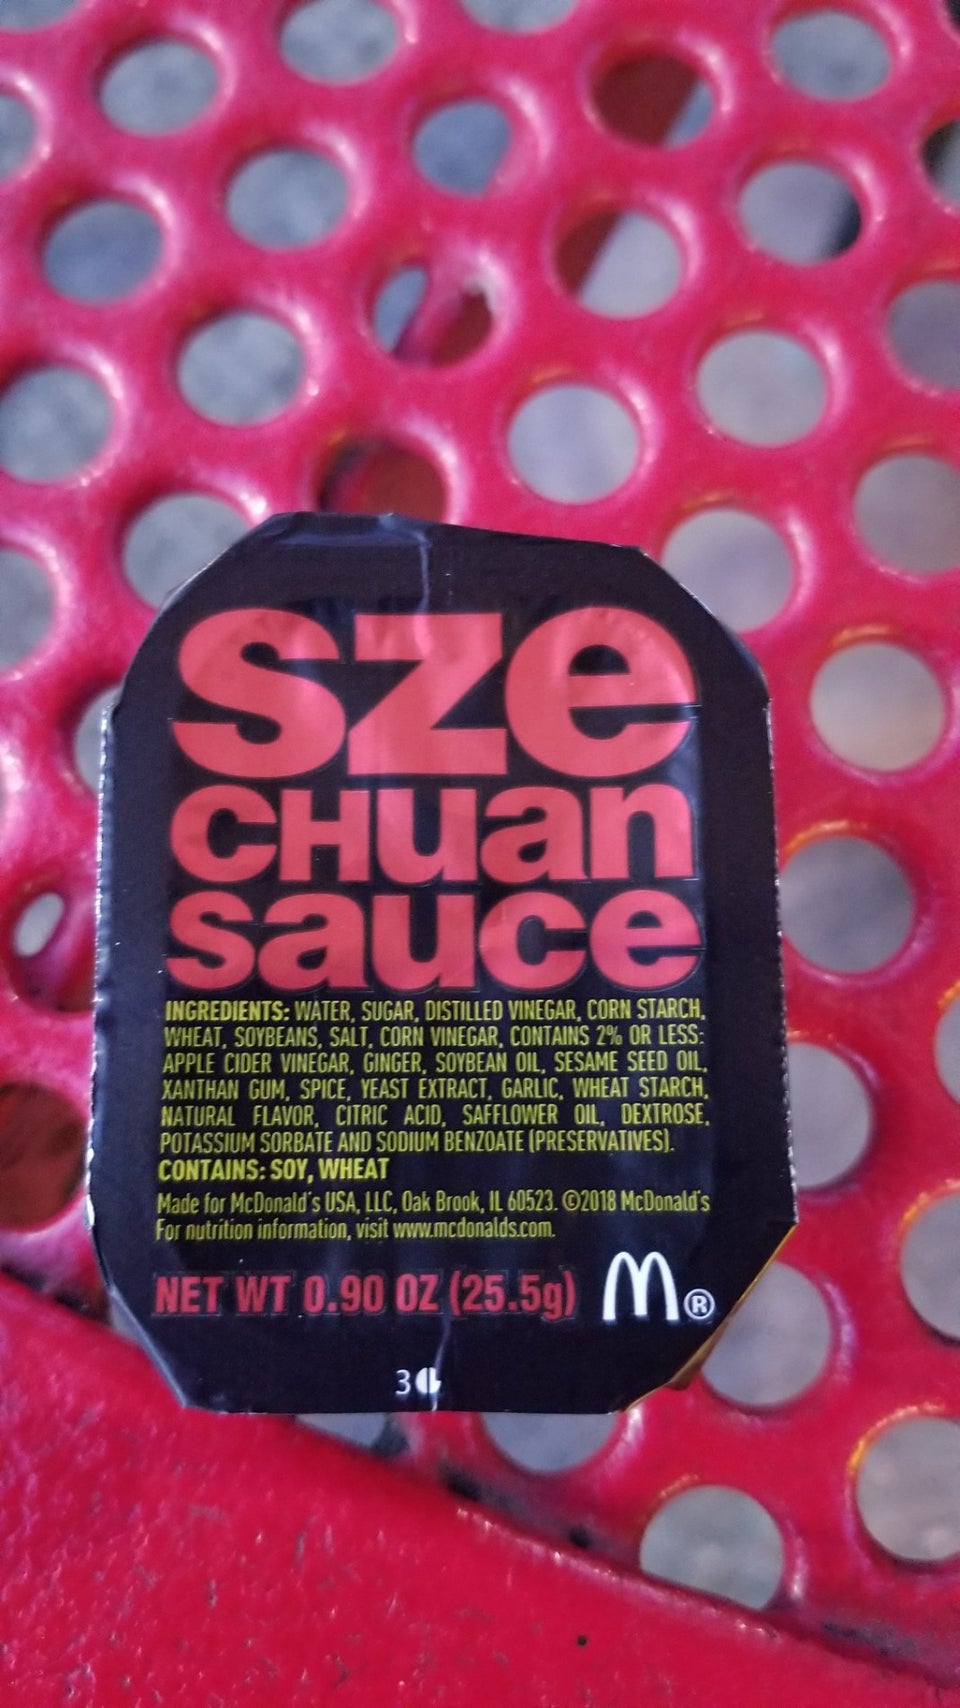 sze
CHuan
sauce
INGREDIENTS: WATER, SUGAR, DISTILLED VINEGAR, CORN STARCH,
WHEAT, SOYBEANS, SALT, CORN VINEGAR, CONTAINS 2% OR LESS:
APPLE CIDER VINEGAR, GINGER, SOYBEAN OIL, SESAME SEED OIL,
XANTHAN GUM, SPICE, YEAST EXTRACT, GARLIC, WHEAT STARCH,
NATURAL FLAVOR, CITRIC ACID, SAFFLOWER OIL, DEXTROSE,
POTASSIUM SORBATE AND SODIUM BENZOATE (PRESERVATIVES).
CONTAINS: SOY, WHEAT
Made for McDonald's USA, LLC, Oak Brook, IL 60523. ©2018 McDonald's
For nutrition information, visit www.mcdonalds.com.
NET WT 0.90 OZ (25.5g) M®
3